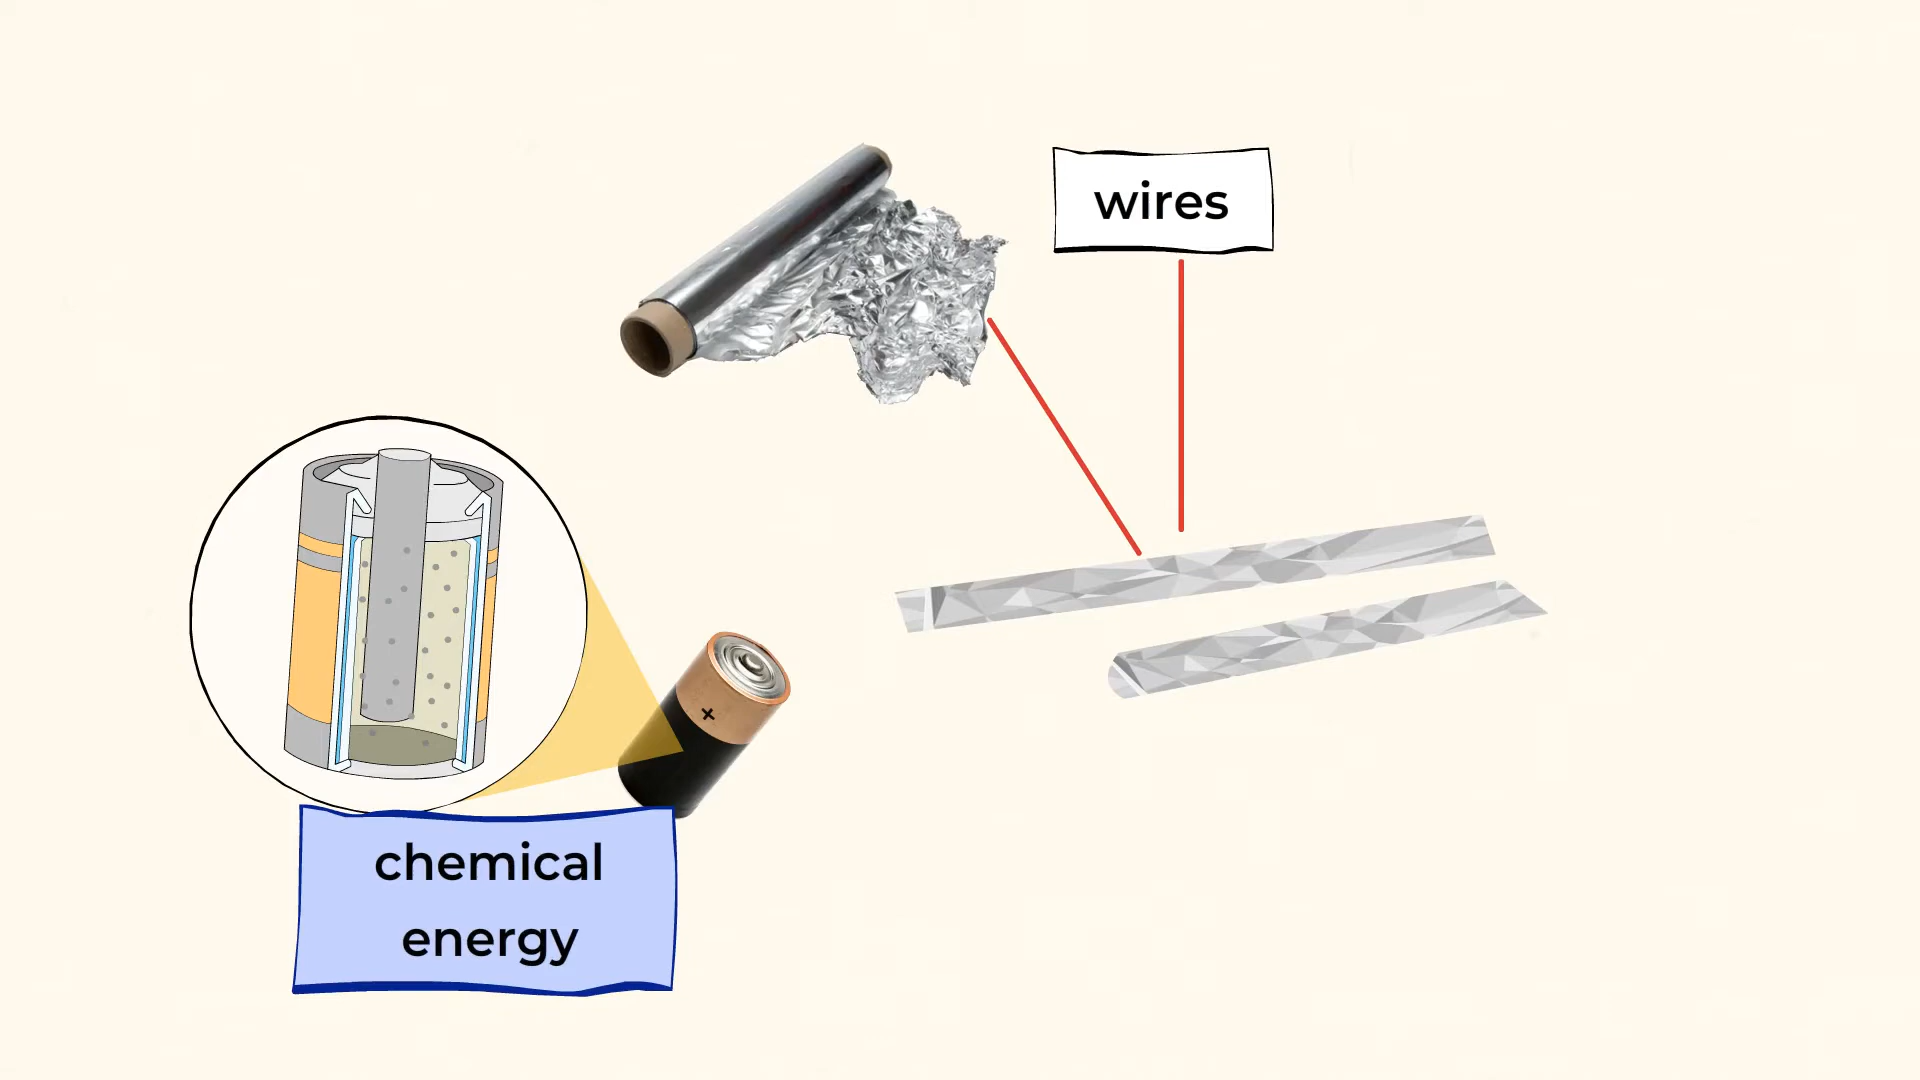 wires
+
chemical
energy